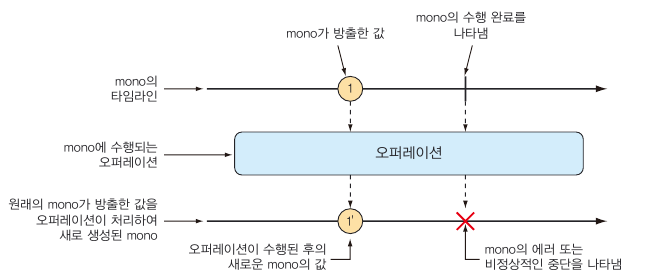 mono가 방출한 값
mono의 수행 완료를
나타냄
mono의
타임라인
1
mono에 수행되는
오퍼레이션
오퍼레이션
원래의 mono가 방출한 값을
오퍼레이션이 처리하여
새로 생성된 mono
1'
오퍼레이션이 수행된 후의
새로운 mono의 값
mono의 에러 또는
비정상적인 중단을 나타냄